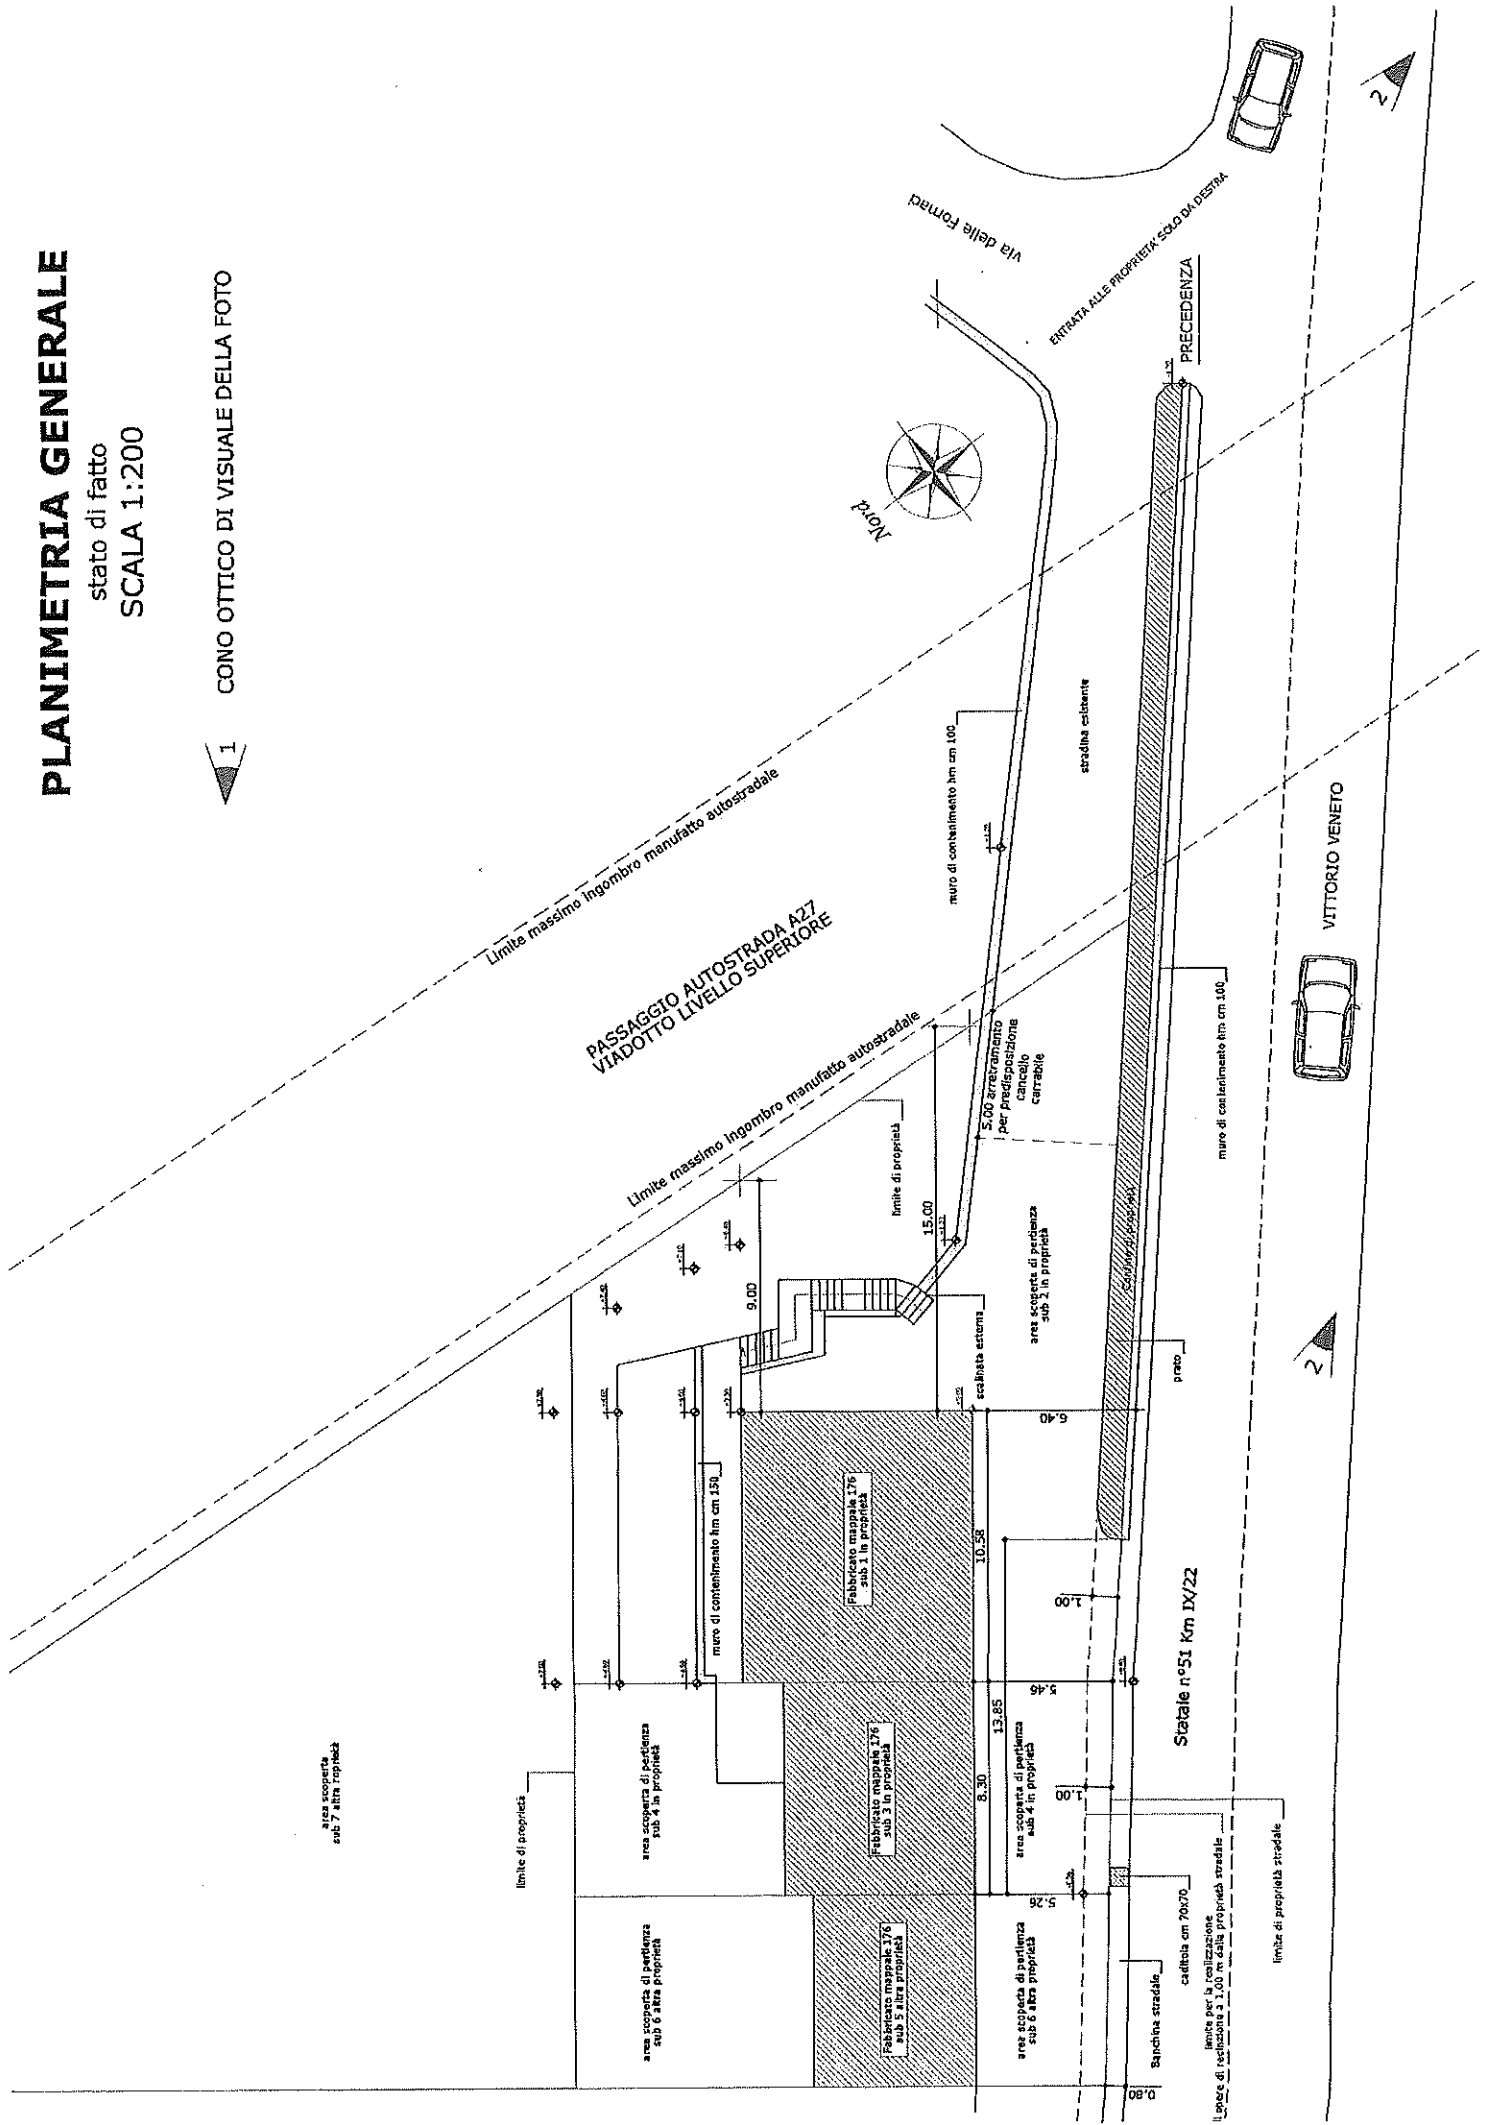 PLANIMETRIA GENERALE
stato di fatto
SCALA 1:200
1
CONO OTTICO DI VISUALE DELLA FOTO
via delle Fornaci
ENTRATA ALLE PROPRIETA' SOLO DA DESTRA
PRECEDENZA
2
Nord
Limite massimo ingombro manufatto autostradale
PASSAGGIO AUTOSTRADA A27
VIADOTTO LIVELLO SUPERIORE
Limite massimo ingombro manufatto autostradale
muro di contenimento hm cm 100
stradina esistente
VITTORIO VENETO
muro di contenimento hm cm 100
5.00 arretramento
per predisposizione
cancello
carrabile
limite di proprietà
15.00
9.00
area scoperta di pertienza
sub 2 in proprietà
Confine di proprietà
scalinata esterna
prato
2
6.40
muro di contenimento hm cm 150
Fabbricato mappale 176
sub 1 in proprietà
10.58
1.00
5.46
13.85
Statale n°51 Km IX/22
area scoperta
sub 7 altra roprietà
limite di proprietà
area scoperta di pertienza
sub 4 in proprietà
Fabbricato mappale 176
sub 3 in proprietà
8.30
area scoperta di pertienza
sub 4 in proprietà
1.00
5.26
area scoperta di pertienza
sub 6 altra proprietà
Fabbricato mappale 176
sub 5 altra proprietà
area scoperta di pertienza
sub 6 altra proprietà
Banchina stradale
caditoia cm 70x70
limite per la realizzazione
opere di recinzione a 1.00 m dalla proprietà stradale
limite di proprietà stradale
0.80